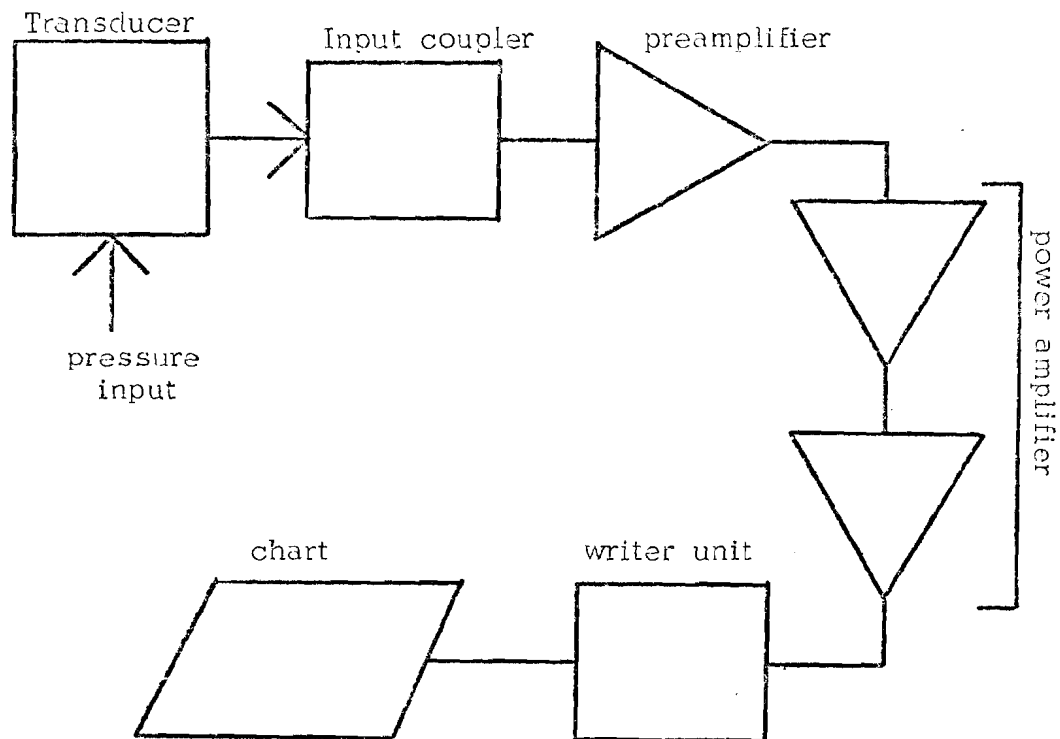 Transducer
Input coupler
preamplifier
pressure
input
power amplifier
chart
writer unit